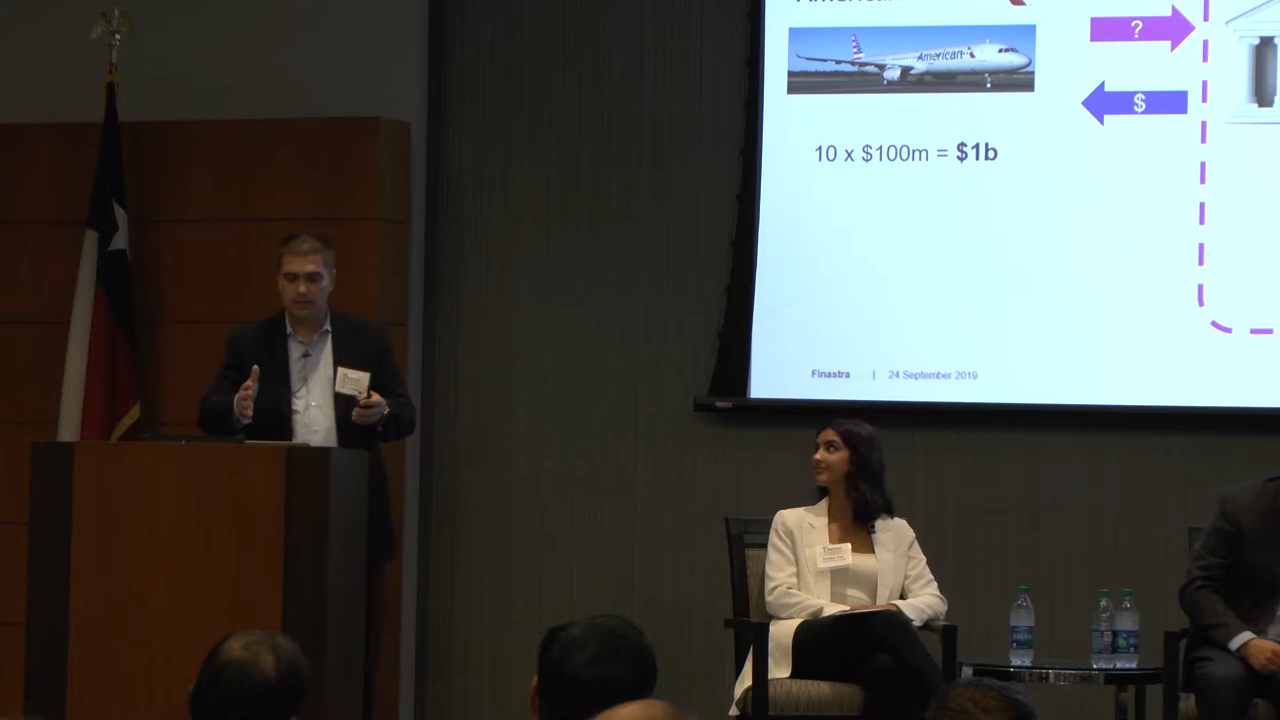 American
?
$
10 x $100m = $1b
Finastra | 24 September 2019